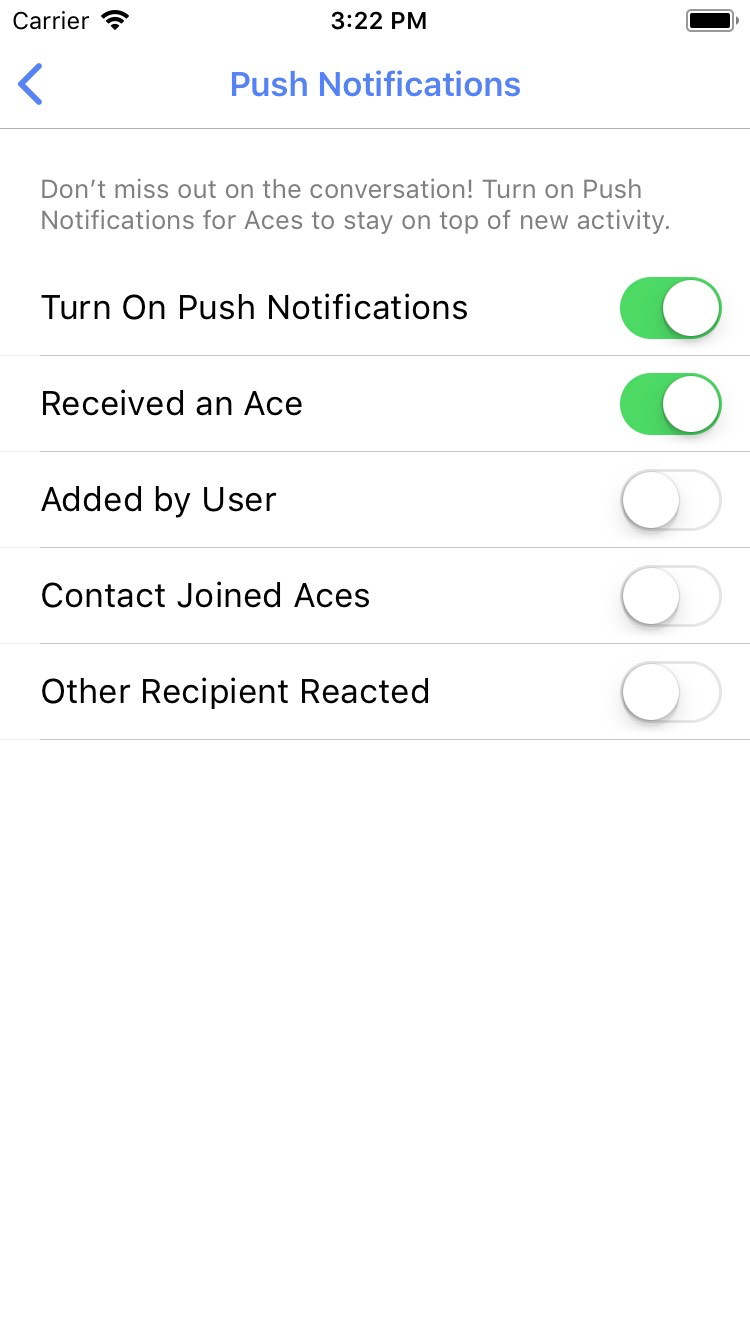 Carrier 3:22 PM
Push Notifications
Don’t miss out on the conversation! Turn on Push
Notifications for Aces to stay on top of new activity.
Turn On Push Notifications
Received an Ace
Added by User
Contact Joined Aces
Other Recipient Reacted